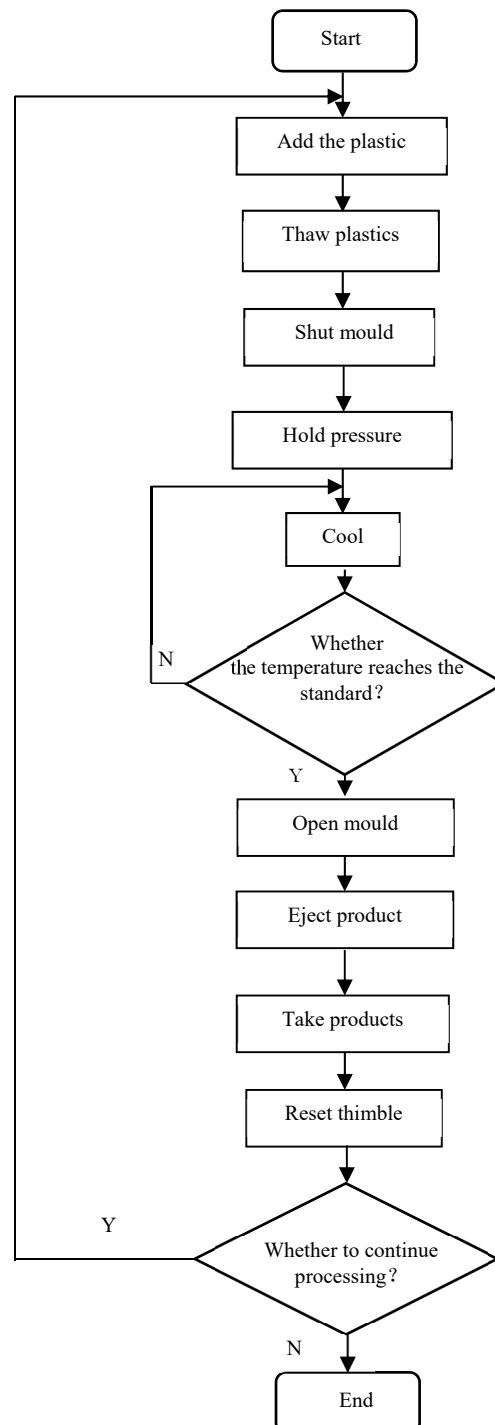 Start
Add the plastic
Thaw plastics
Shut mould
Hold pressure
Cool
Whether
the temperature reaches the
standard？
N
Y
Open mould
Eject product
Take products
Reset thimble
Y
Whether to continue
processing？
N
End